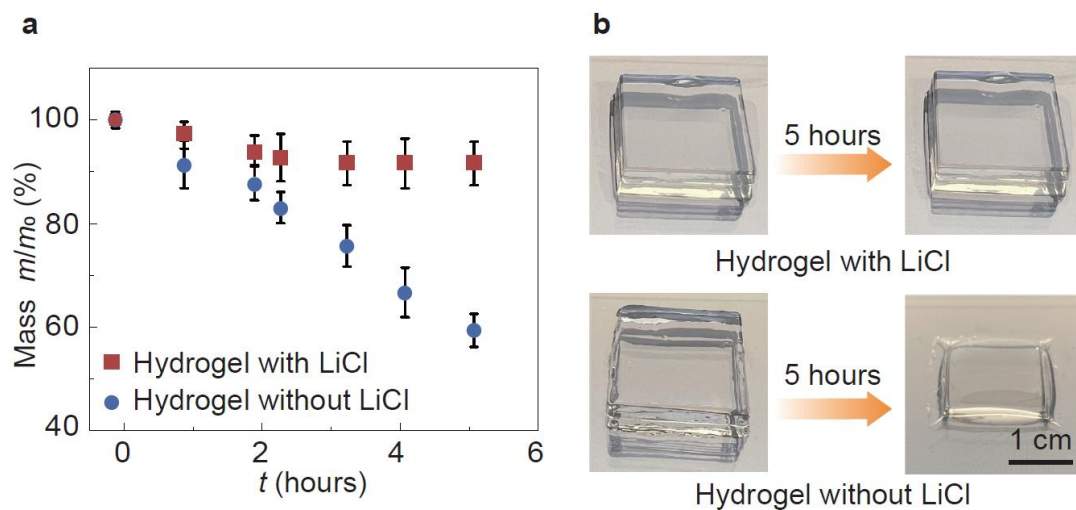 a
100
80
60
40
Mass m/m₀ (%)
Hydrogel with LiCl
Hydrogel without LiCl
0 2 4 6
t (hours)
b
5 hours
Hydrogel with LiCl
5 hours
1 cm
Hydrogel without LiCl